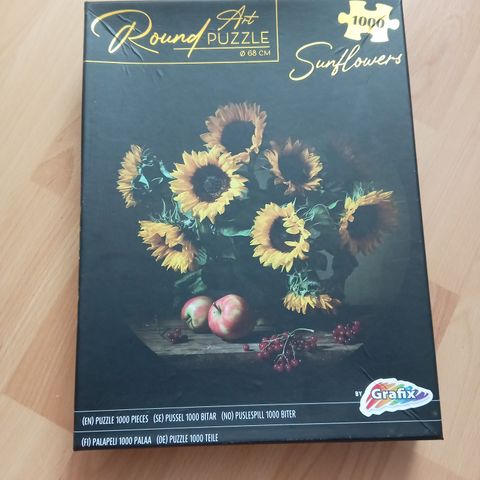 Round Art
PUZZLE
Ø 68 CM
1000
Sunflowers
BY Grafix
(EN) PUZZLE 1000 PIECES (SE) PUSSEL 1000 BITAR (NO) PUSLESPILL 1000 BITER
(FI) PALAPELI 1000 PALAA (DE) PUZZLE 1000 TEILE